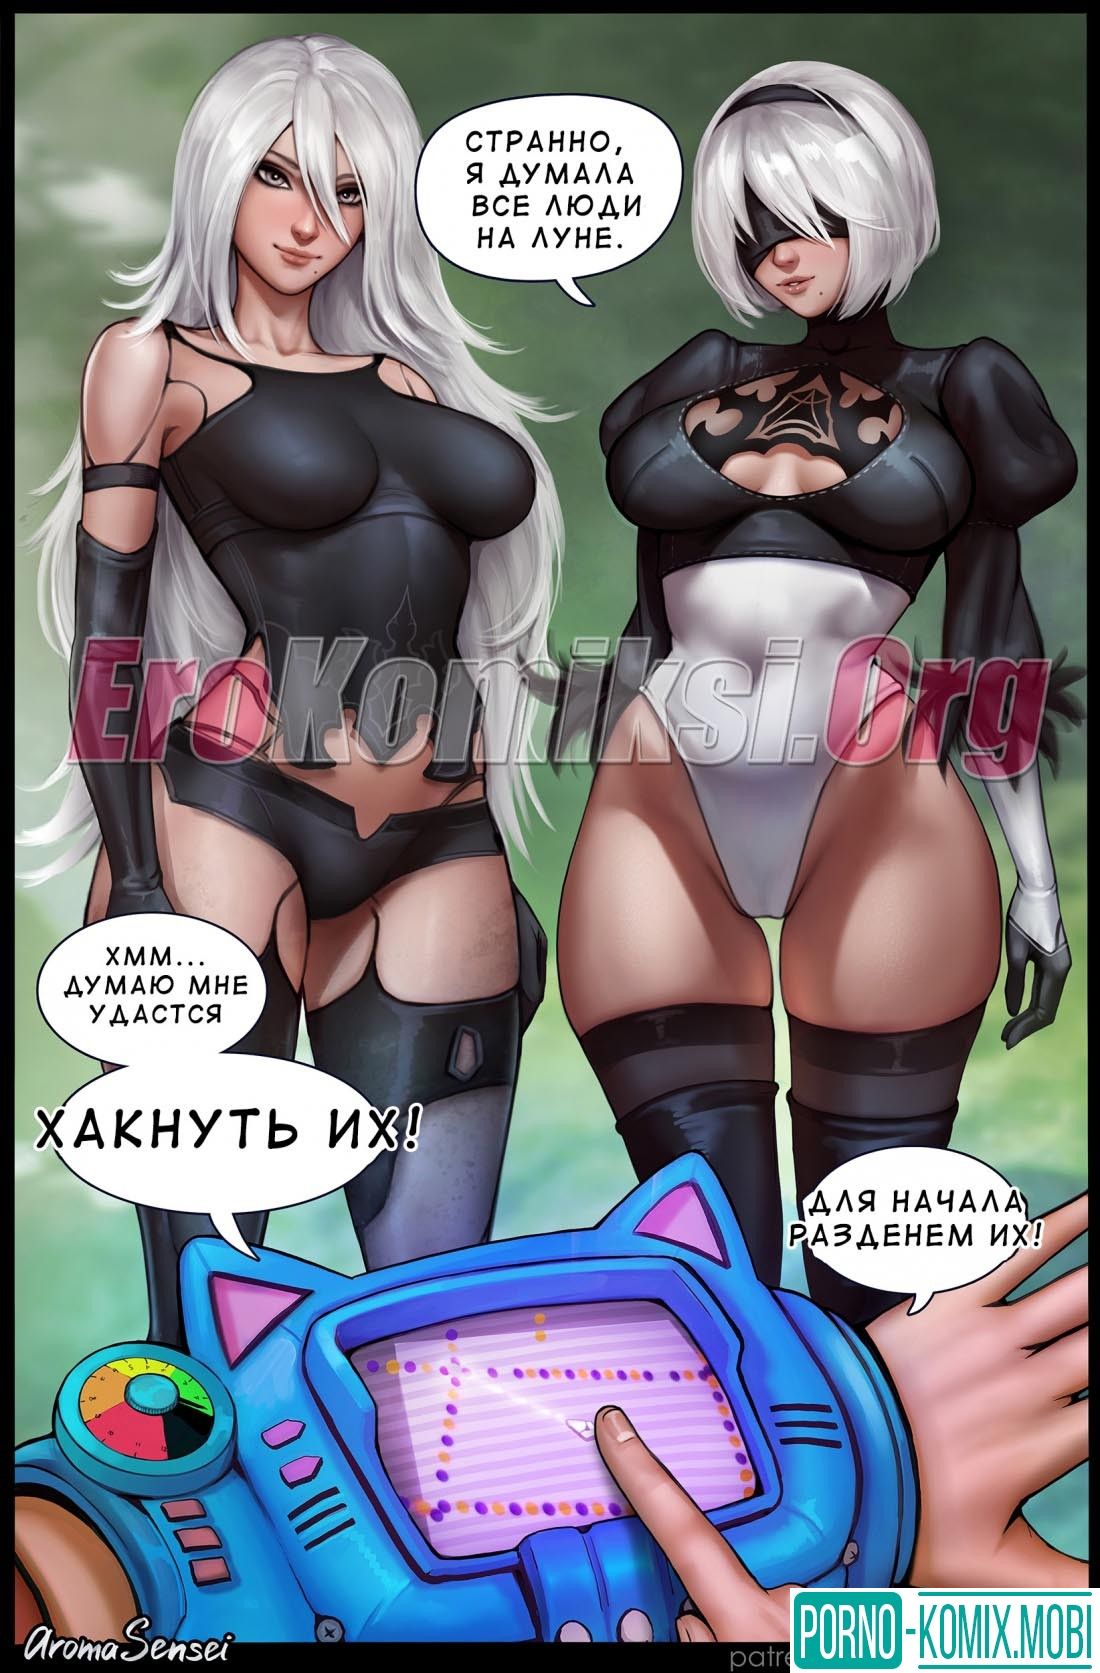 СТРАННО,
Я ДУМАЛА
ВСЕ ЛЮДИ
НА ЛУНЕ.
EroKomiksi.Org
ХММ...
ДУМАЮ МНЕ
УДАСТСЯ
ХАКНУТЬ ИХ!
ДЛЯ НАЧАЛА
РАЗДЕНЕМ ИХ!
AromaSensei
patre
PORNO-KOMIX.MOBI